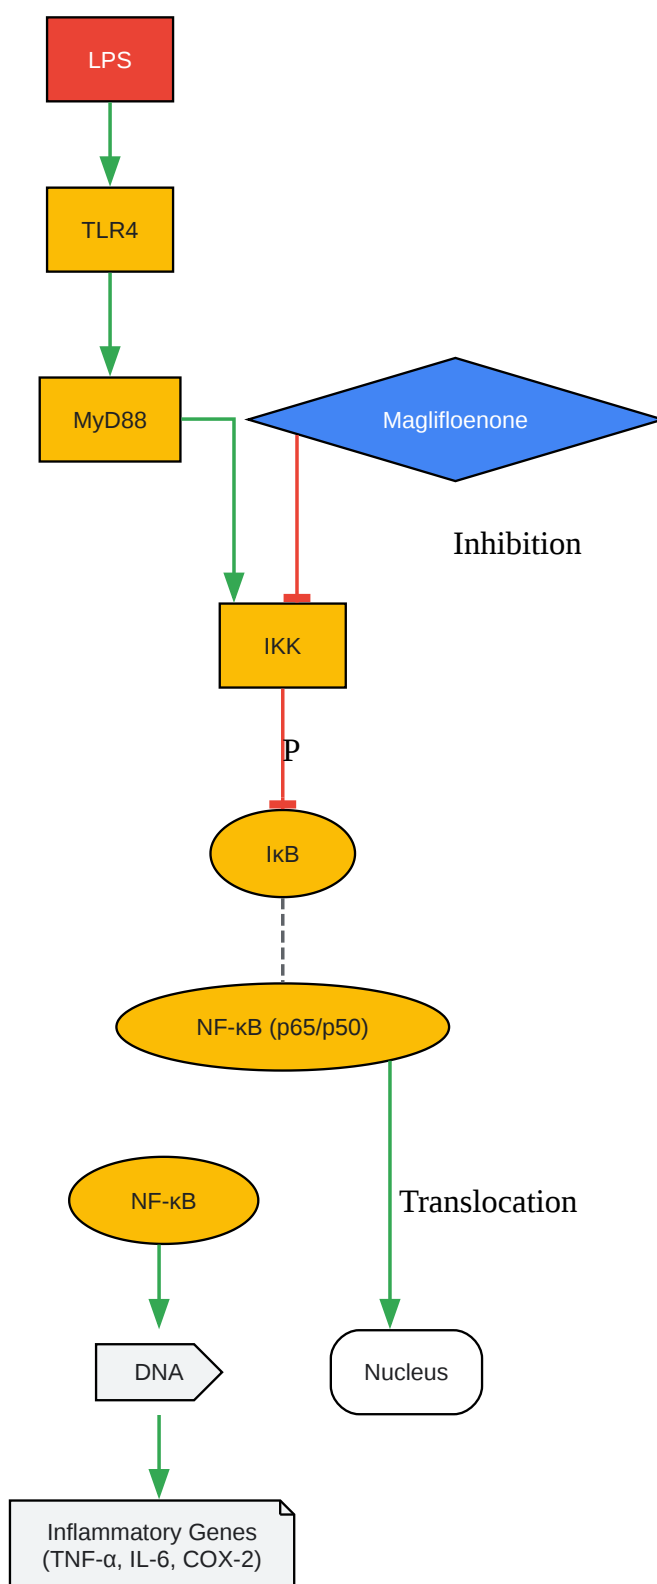 LPS
TLR4
MyD88
Maglifloenone
Inhibition
IKK
P
IκB
NF-κB (p65/p50)
NF-κB
Translocation
DNA
Nucleus
Inflammatory Genes
(TNF-α, IL-6, COX-2)